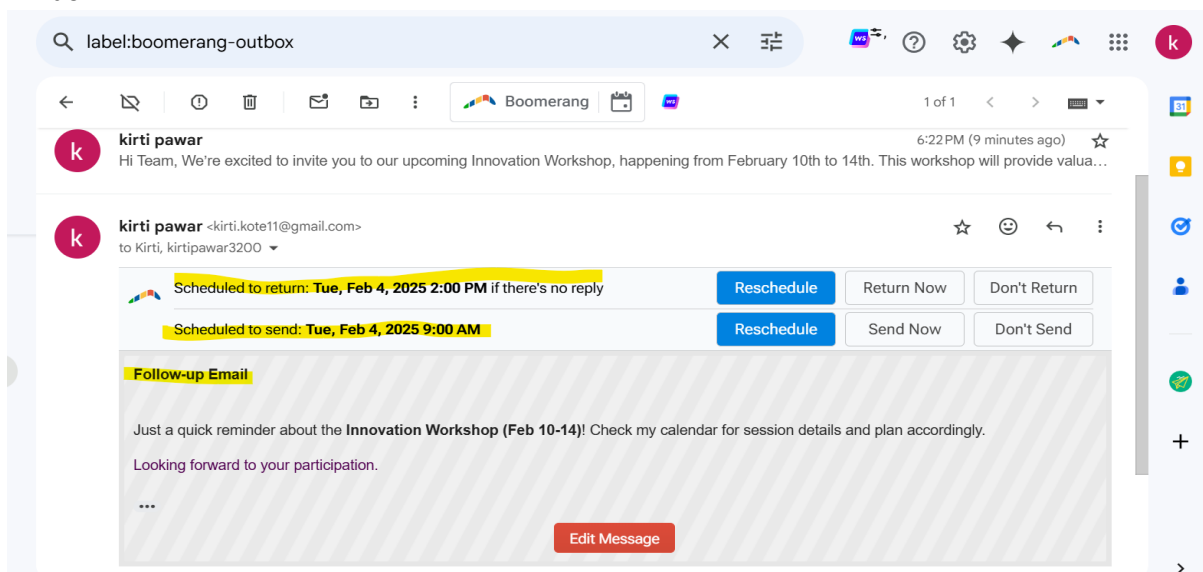 label:boomerang-outbox
WS
k
Boomerang
WS
1 of 1
31
k
kirti pawar
6:22 PM (9 minutes ago)
Hi Team, We're excited to invite you to our upcoming Innovation Workshop, happening from February 10th to 14th. This workshop will provide valua…
k
kirti pawar <kirti.kote11@gmail.com>
to Kirti, kirtipawar3200
Scheduled to return: Tue, Feb 4, 2025 2:00 PM if there's no reply
Reschedule
Return Now
Don't Return
Scheduled to send: Tue, Feb 4, 2025 9:00 AM
Reschedule
Send Now
Don't Send
Follow-up Email
Just a quick reminder about the Innovation Workshop (Feb 10-14)! Check my calendar for session details and plan accordingly.
Looking forward to your participation.
...
Edit Message